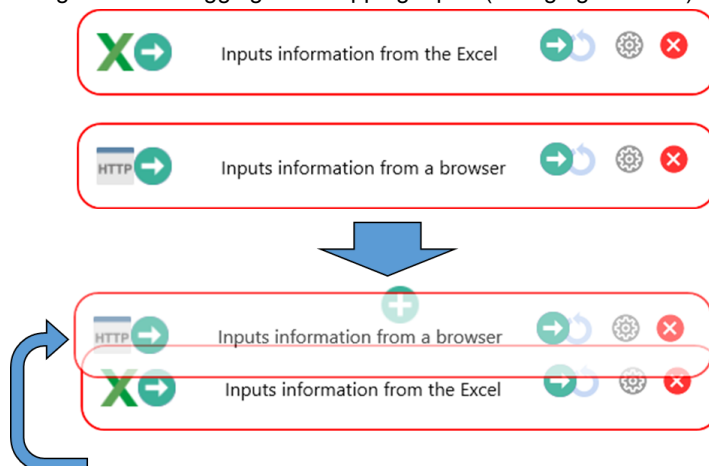 Inputs information from the Excel
HTTP Inputs information from a browser
HTTP Inputs information from a browser
Inputs information from the Excel